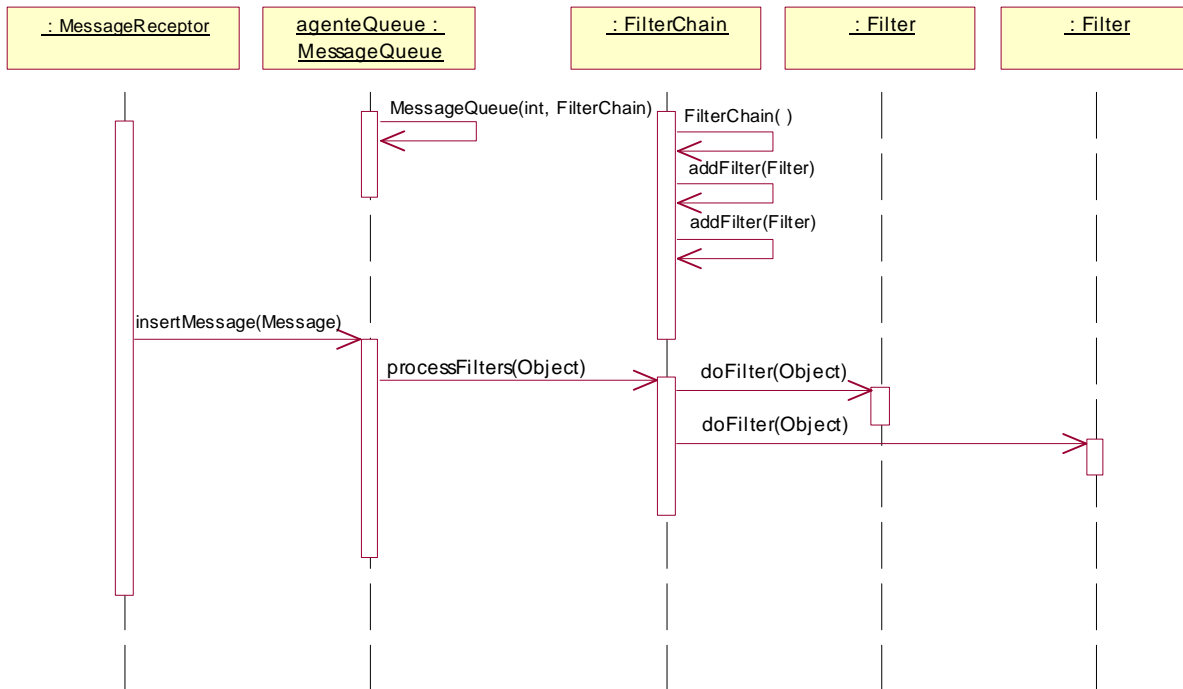 : MessageReceptor
agenteQueue :
MessageQueue
: FilterChain
: Filter
: Filter
MessageQueue(int, FilterChain)
FilterChain( )
addFilter(Filter)
addFilter(Filter)
insertMessage(Message)
processFilters(Object)
doFilter(Object)
doFilter(Object)